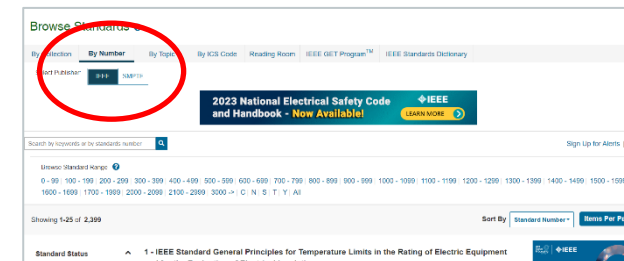 Browse Standards
By Collection By Number By Topic By ICS Code Reading Room IEEE GET Program™ IEEE Standards Dictionary
Select Publisher IEEE SMPTE
2023 National Electrical Safety Code IEEE
and Handbook - Now Available! LEARN MORE
Search by keywords or by standards number
Sign Up for Alerts |
Browse Standard Range
0 - 99 | 100 - 199 | 200 - 299 | 300 - 399 | 400 - 499 | 500 - 599 | 600 - 699 | 700 - 799 | 800 - 899 | 900 - 999 | 1000 - 1099 | 1100 - 1199 | 1200 - 1299 | 1300 - 1399 | 1400 - 1499 | 1500 - 1599
1600 - 1699 | 1700 - 1999 | 2000 - 2099 | 2100 - 2999 | 3000 -> | C | N | S | T | Y | All
Showing 1-25 of 2,399
Sort By Standard Number Items Per Pa
Standard Status 1 - IEEE Standard General Principles for Temperature Limits in the Rating of Electric Equipment
IEEE